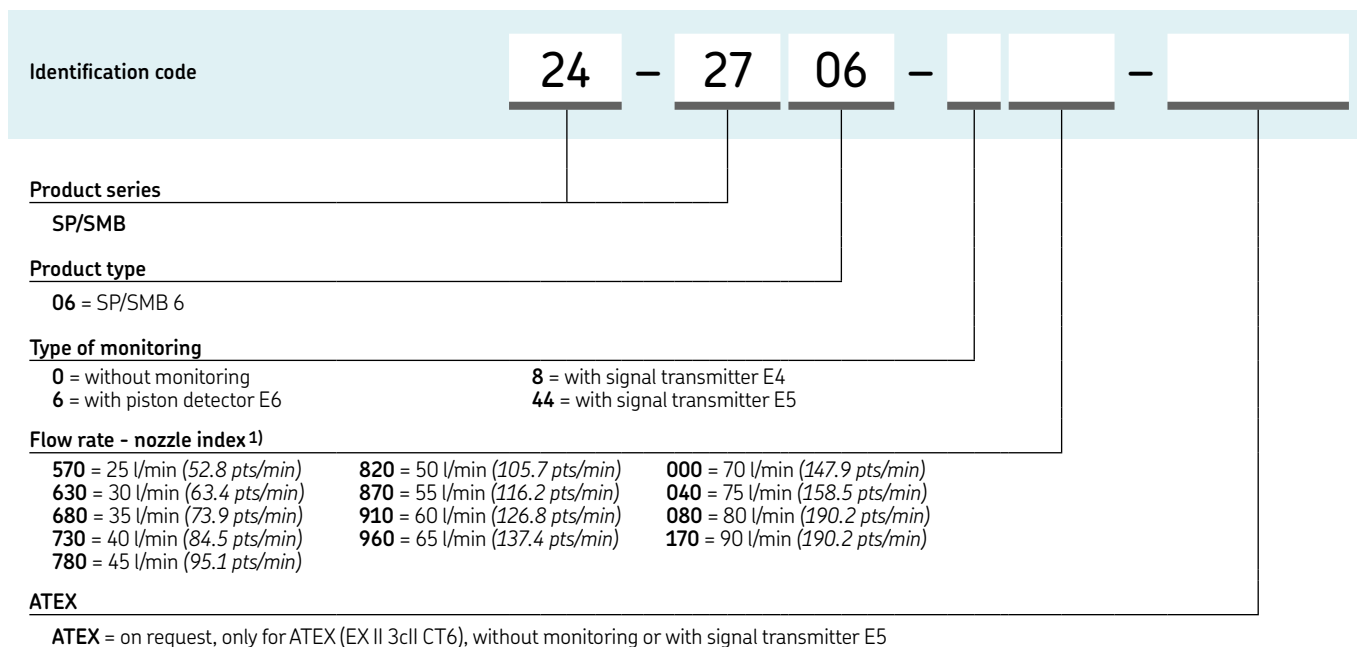 Identification code 24 – 27 06 – –
Product series
SP/SMB
Product type
06 = SP/SMB 6
Type of monitoring
0 = without monitoring 8 = with signal transmitter E4
6 = with piston detector E6 44 = with signal transmitter E5
Flow rate - nozzle index 1)
570 = 25 l/min (52.8 pts/min) 820 = 50 l/min (105.7 pts/min) 000 = 70 l/min (147.9 pts/min)
630 = 30 l/min (63.4 pts/min) 870 = 55 l/min (116.2 pts/min) 040 = 75 l/min (158.5 pts/min)
680 = 35 l/min (73.9 pts/min) 910 = 60 l/min (126.8 pts/min) 080 = 80 l/min (190.2 pts/min)
730 = 40 l/min (84.5 pts/min) 960 = 65 l/min (137.4 pts/min) 170 = 90 l/min (190.2 pts/min)
780 = 45 l/min (95.1 pts/min)
ATEX
ATEX = on request, only for ATEX (EX II 3cII CT6), without monitoring or with signal transmitter E5